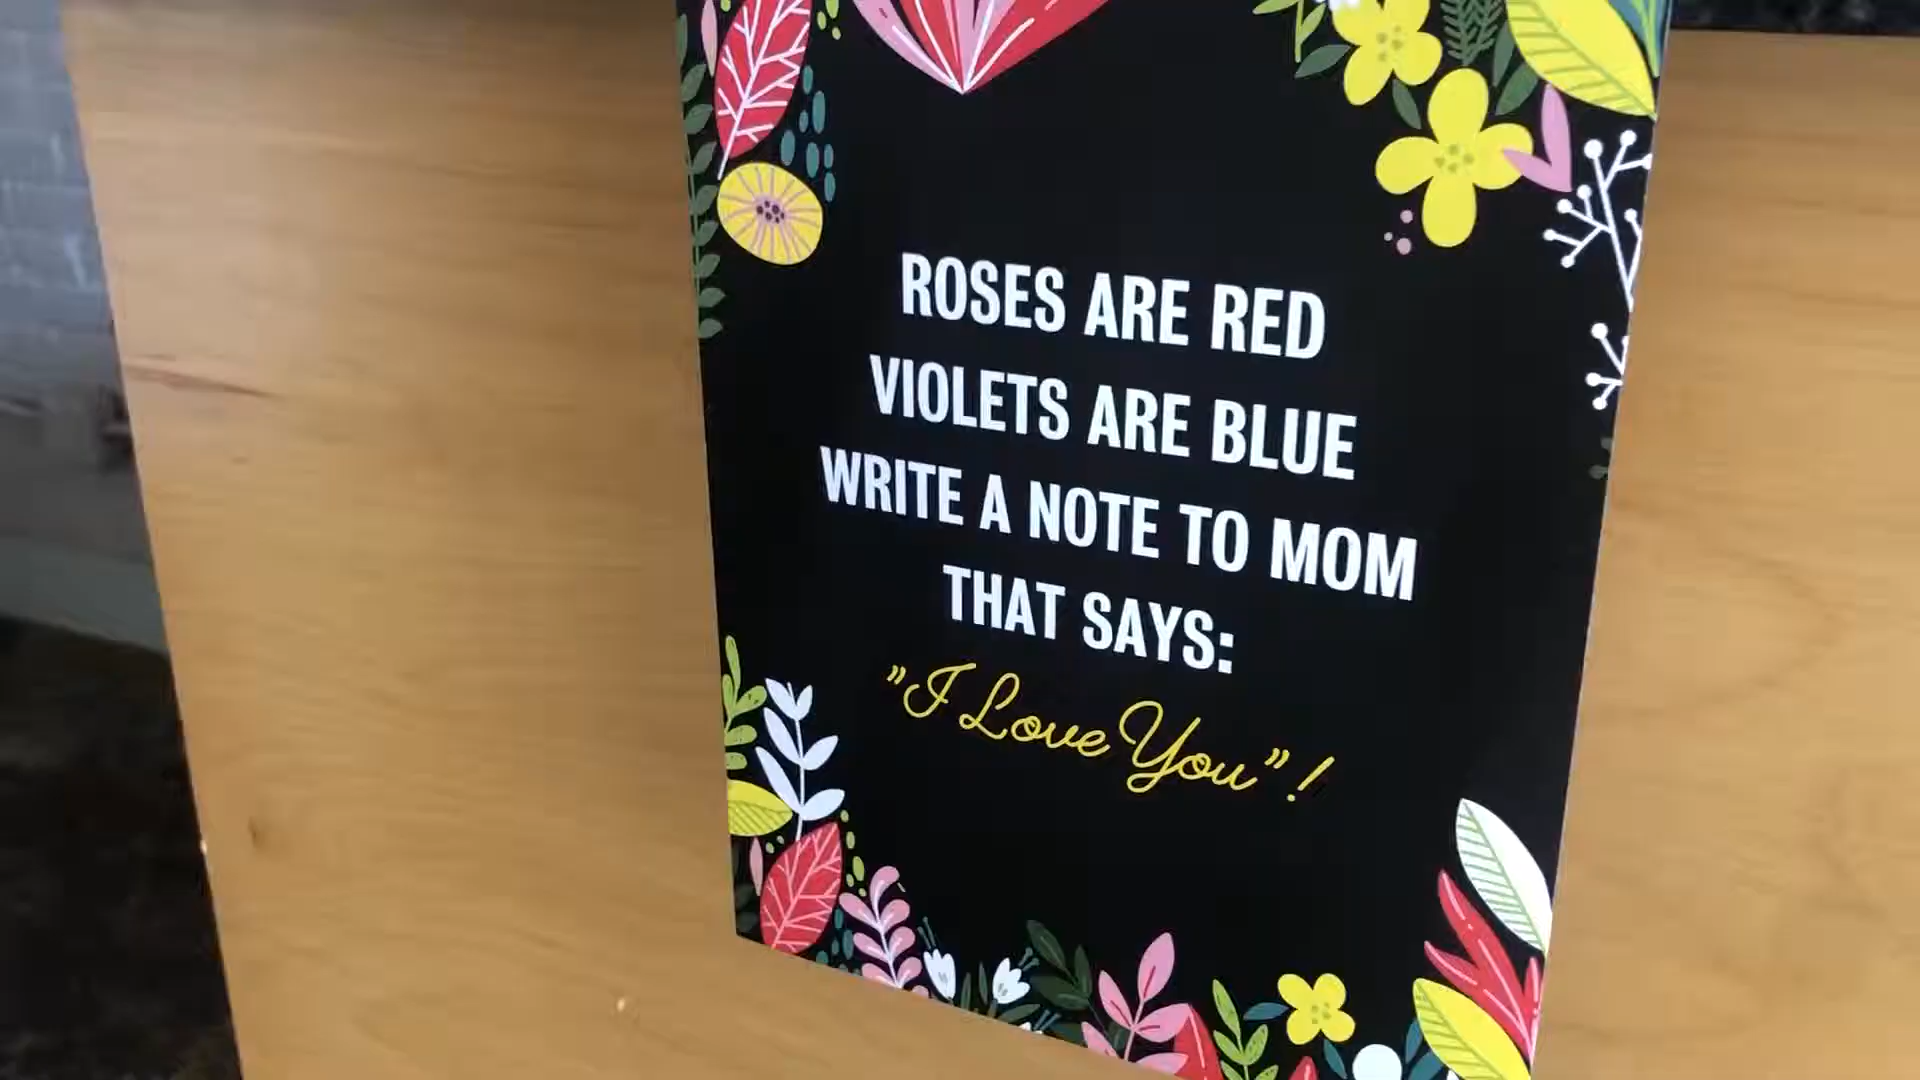 ROSES ARE RED
VIOLETS ARE BLUE
WRITE A NOTE TO MOM
THAT SAYS:
"I Love You"!